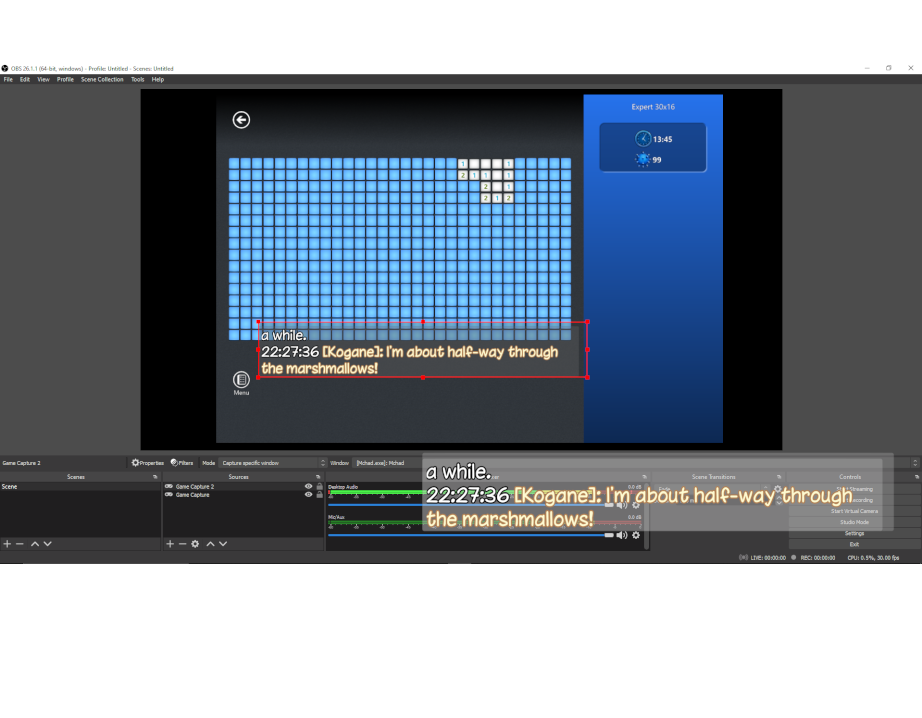 OBS 26.1.1 (64-bit, windows) - Profile: Untitled - Scenes: Untitled
File Edit View Profile Scene Collection Tools Help
Expert 30x16
13:45
99
1 1
2 1 1 1
2 1
2 1 2
a while.
22:27:36 [Kogane]: I'm about half-way through
the marshmallows!
Menu
Game Capture 2 Properties Filters Mode Capture specific window Window [Mchad.exe]: Mchad
Scenes Sources Scene Transitions Controls
Scene
Game Capture 2
Game Capture
Desktop Audio 0.0 dB
Mic/Aux 0.0 dB
a while.
22:27:36 [Kogane]: I'm about half-way through
the marshmallows!
Start Streaming
Start Virtual Camera
Studio Mode
Settings
Exit
LIVE: 00:00:00 REC: 00:00:00 CPU: 0.5%, 30.00 fps